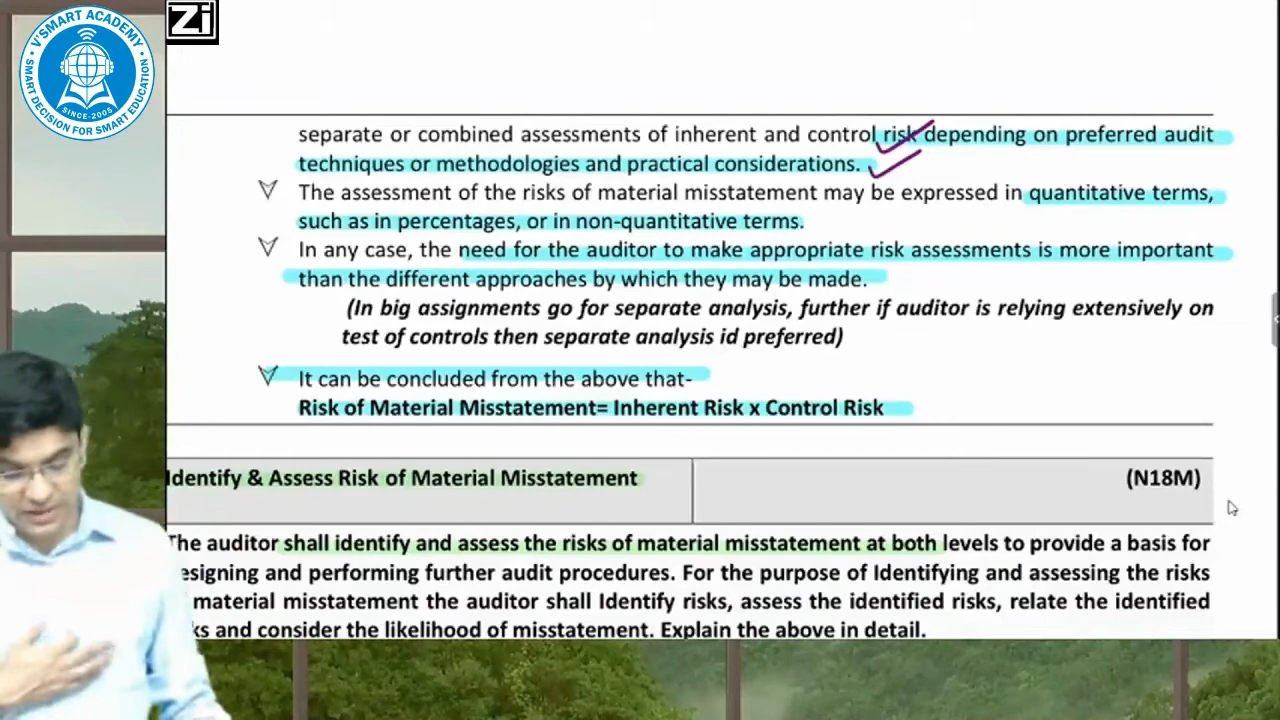 V'SMART ACADEMY
SMART DECISION FOR SMART EDUCATION
SINCE-2005
Zi
separate or combined assessments of inherent and control risk depending on preferred audit
techniques or methodologies and practical considerations.
The assessment of the risks of material misstatement may be expressed in quantitative terms,
such as in percentages, or in non-quantitative terms.
In any case, the need for the auditor to make appropriate risk assessments is more important
than the different approaches by which they may be made.
(In big assignments go for separate analysis, further if auditor is relying extensively on
test of controls then separate analysis id preferred)
It can be concluded from the above that-
Risk of Material Misstatement= Inherent Risk x Control Risk
Identify & Assess Risk of Material Misstatement (N18M)
The auditor shall identify and assess the risks of material misstatement at both levels to provide a basis for
esigning and performing further audit procedures. For the purpose of Identifying and assessing the risks
material misstatement the auditor shall Identify risks, assess the identified risks, relate the identified
ks and consider the likelihood of misstatement. Explain the above in detail.